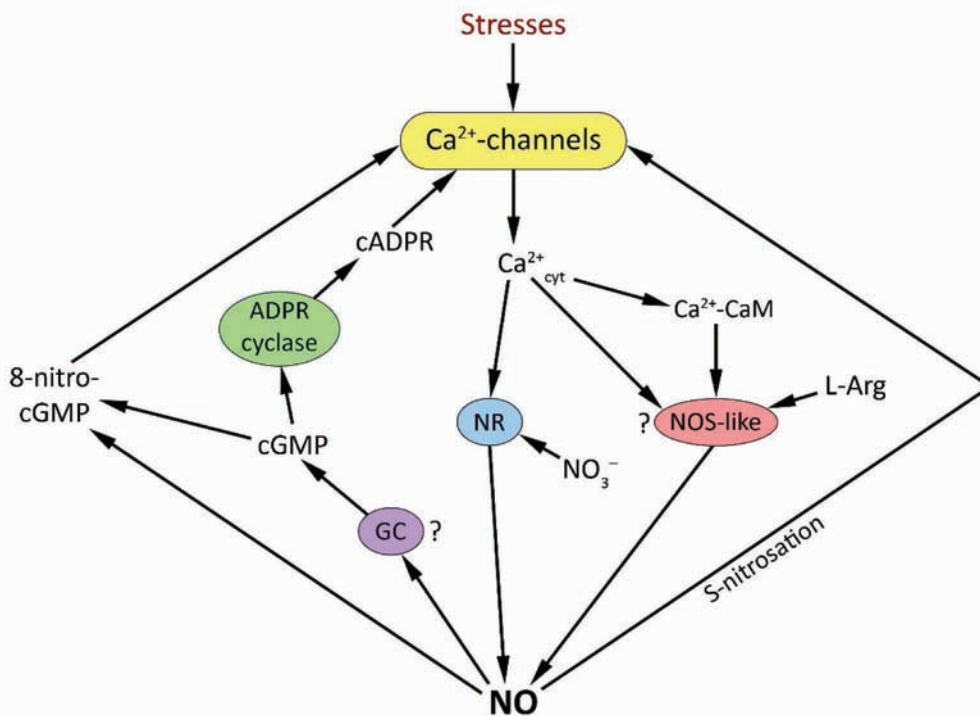 Stresses
Ca²⁺-channels
cADPR
Ca²⁺cyt
ADPR
cyclase
Ca²⁺-CaM
8-nitro-
cGMP
L-Arg
NR
? NOS-like
cGMP
NO₃⁻
GC ?
S-nitrosation
NO